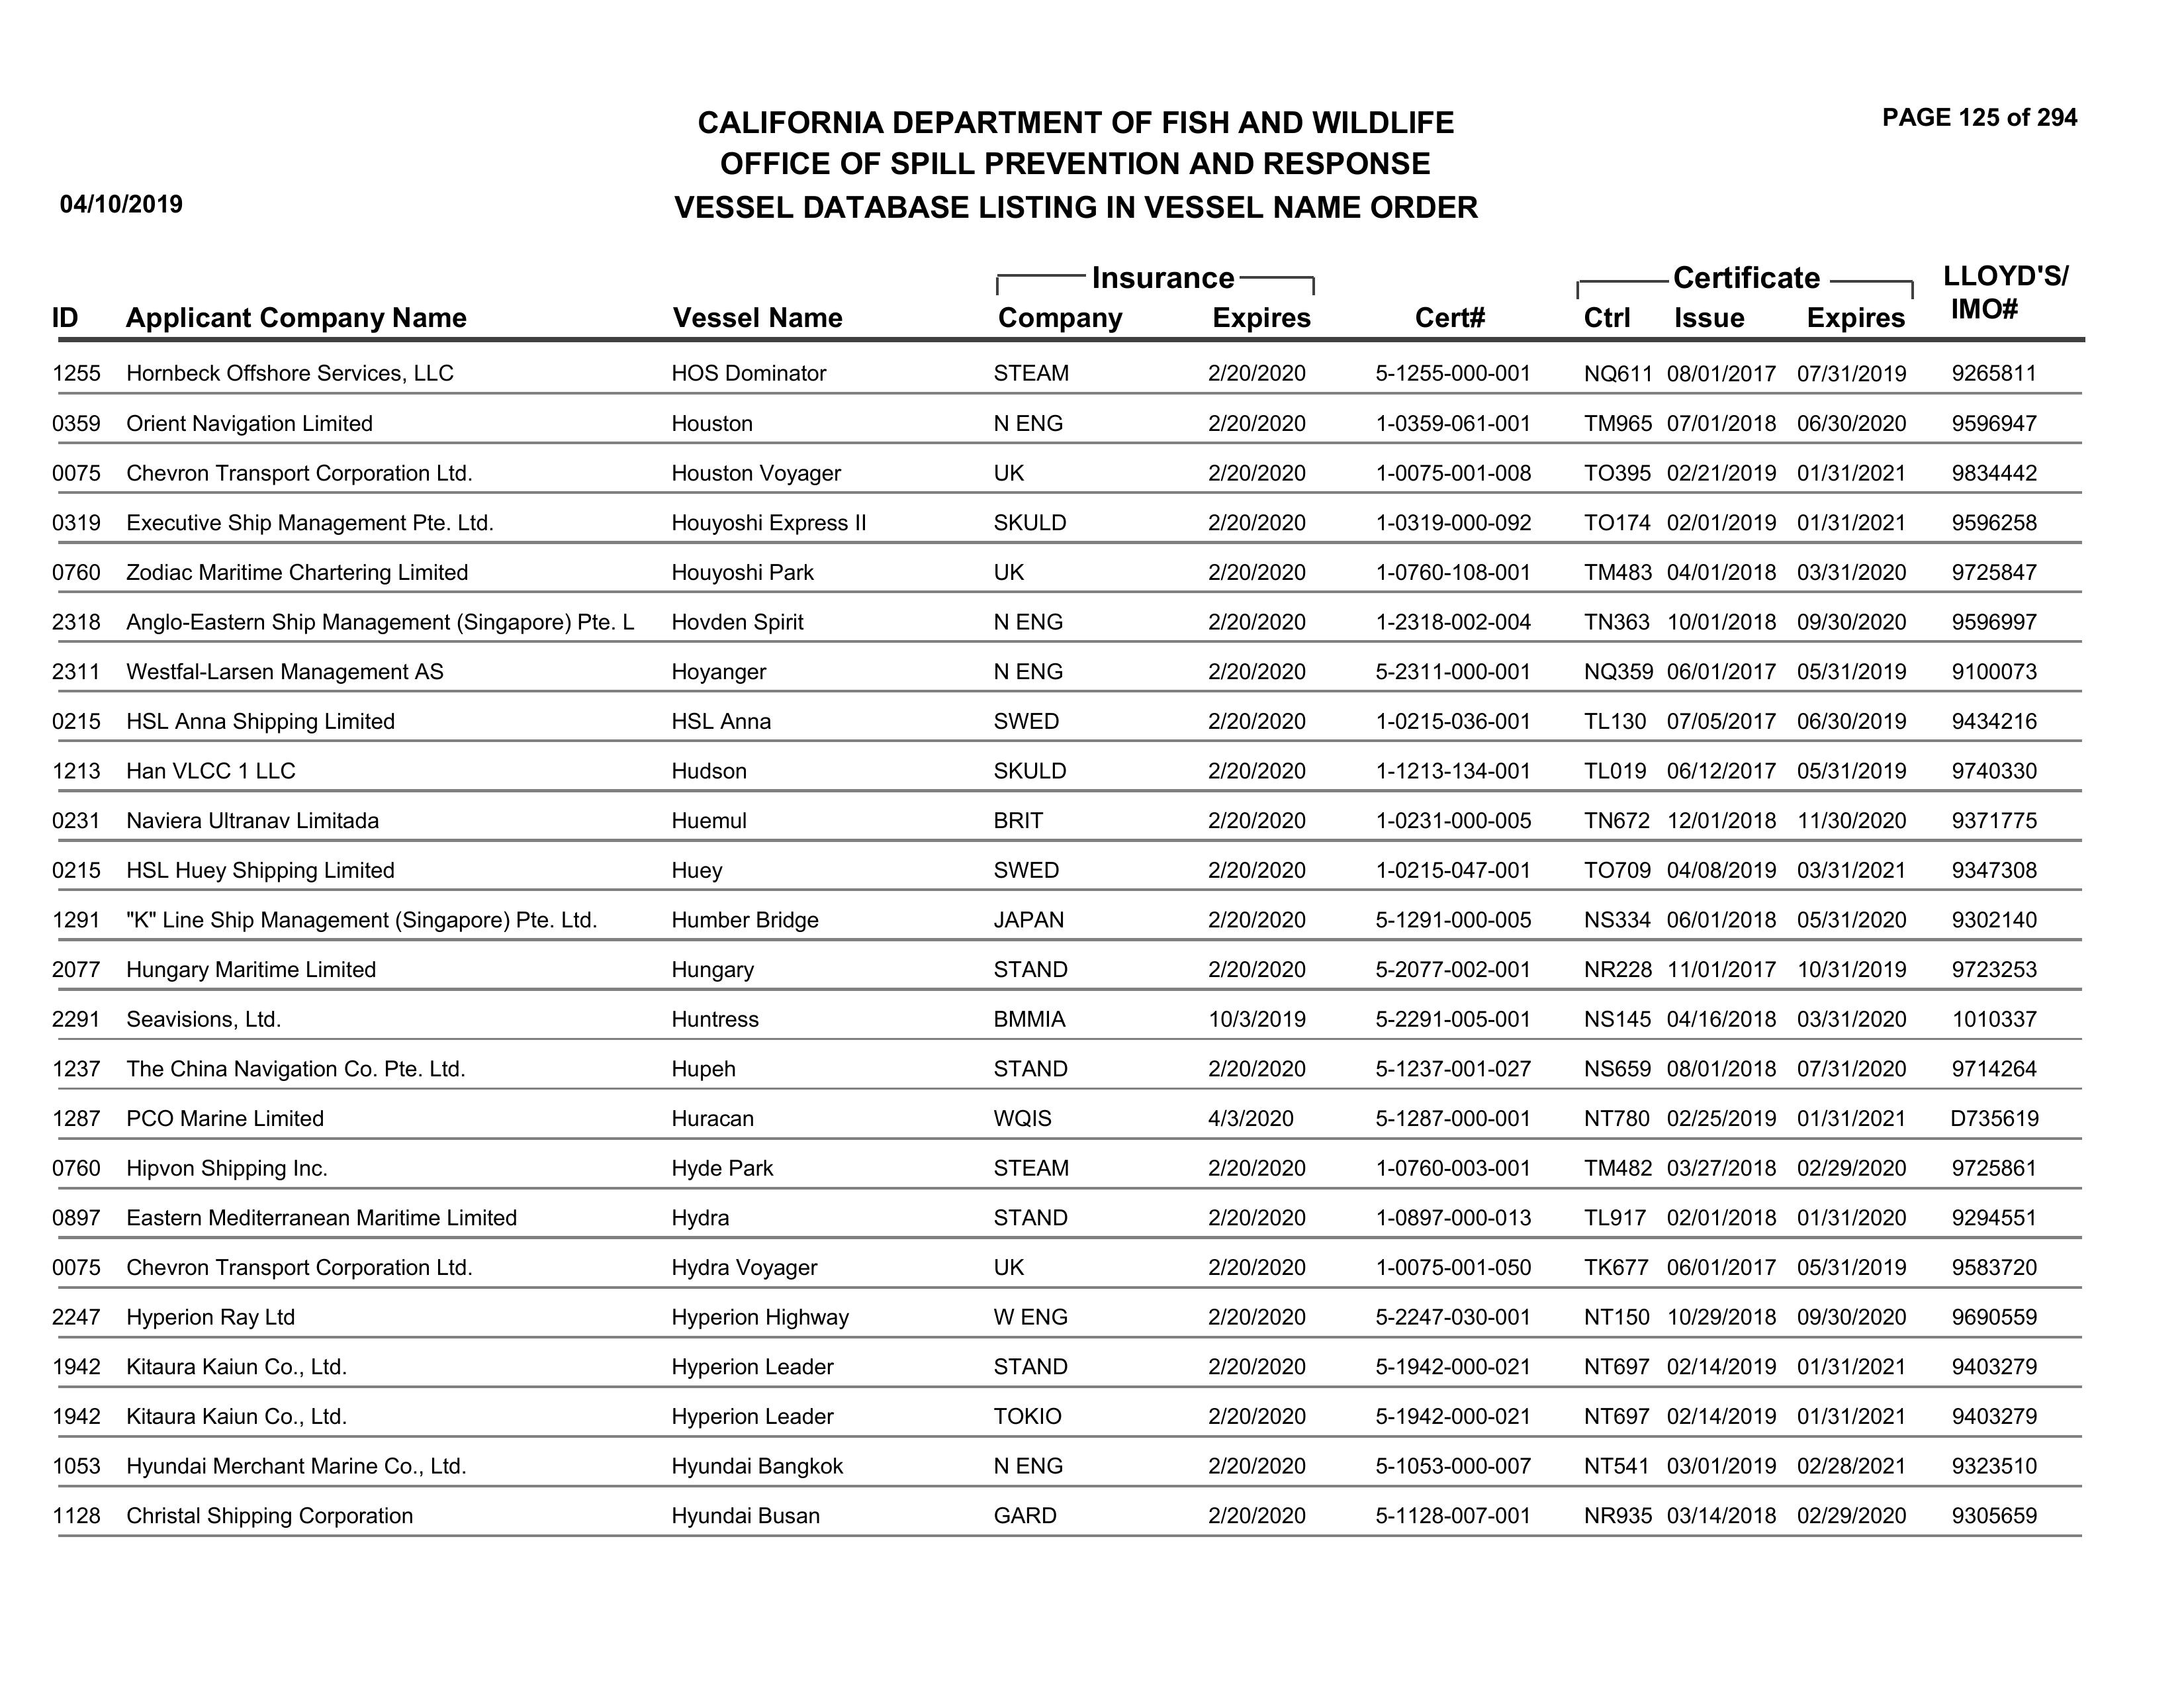 PAGE 125 of 294
CALIFORNIA DEPARTMENT OF FISH AND WILDLIFE
OFFICE OF SPILL PREVENTION AND RESPONSE
04/10/2019 VESSEL DATABASE LISTING IN VESSEL NAME ORDER
Insurance Certificate LLOYD'S/
ID Applicant Company Name Vessel Name Company Expires Cert# Ctrl Issue Expires IMO#
1255 Hornbeck Offshore Services, LLC HOS Dominator STEAM 2/20/2020 5-1255-000-001 NQ611 08/01/2017 07/31/2019 9265811
0359 Orient Navigation Limited Houston N ENG 2/20/2020 1-0359-061-001 TM965 07/01/2018 06/30/2020 9596947
0075 Chevron Transport Corporation Ltd. Houston Voyager UK 2/20/2020 1-0075-001-008 TO395 02/21/2019 01/31/2021 9834442
0319 Executive Ship Management Pte. Ltd. Houyoshi Express II SKULD 2/20/2020 1-0319-000-092 TO174 02/01/2019 01/31/2021 9596258
0760 Zodiac Maritime Chartering Limited Houyoshi Park UK 2/20/2020 1-0760-108-001 TM483 04/01/2018 03/31/2020 9725847
2318 Anglo-Eastern Ship Management (Singapore) Pte. L Hovden Spirit N ENG 2/20/2020 1-2318-002-004 TN363 10/01/2018 09/30/2020 9596997
2311 Westfal-Larsen Management AS Hoyanger N ENG 2/20/2020 5-2311-000-001 NQ359 06/01/2017 05/31/2019 9100073
0215 HSL Anna Shipping Limited HSL Anna SWED 2/20/2020 1-0215-036-001 TL130 07/05/2017 06/30/2019 9434216
1213 Han VLCC 1 LLC Hudson SKULD 2/20/2020 1-1213-134-001 TL019 06/12/2017 05/31/2019 9740330
0231 Naviera Ultranav Limitada Huemul BRIT 2/20/2020 1-0231-000-005 TN672 12/01/2018 11/30/2020 9371775
0215 HSL Huey Shipping Limited Huey SWED 2/20/2020 1-0215-047-001 TO709 04/08/2019 03/31/2021 9347308
1291 "K" Line Ship Management (Singapore) Pte. Ltd. Humber Bridge JAPAN 2/20/2020 5-1291-000-005 NS334 06/01/2018 05/31/2020 9302140
2077 Hungary Maritime Limited Hungary STAND 2/20/2020 5-2077-002-001 NR228 11/01/2017 10/31/2019 9723253
2291 Seavisions, Ltd. Huntress BMMIA 10/3/2019 5-2291-005-001 NS145 04/16/2018 03/31/2020 1010337
1237 The China Navigation Co. Pte. Ltd. Hupeh STAND 2/20/2020 5-1237-001-027 NS659 08/01/2018 07/31/2020 9714264
1287 PCO Marine Limited Huracan WQIS 4/3/2020 5-1287-000-001 NT780 02/25/2019 01/31/2021 D735619
0760 Hipvon Shipping Inc. Hyde Park STEAM 2/20/2020 1-0760-003-001 TM482 03/27/2018 02/29/2020 9725861
0897 Eastern Mediterranean Maritime Limited Hydra STAND 2/20/2020 1-0897-000-013 TL917 02/01/2018 01/31/2020 9294551
0075 Chevron Transport Corporation Ltd. Hydra Voyager UK 2/20/2020 1-0075-001-050 TK677 06/01/2017 05/31/2019 9583720
2247 Hyperion Ray Ltd Hyperion Highway W ENG 2/20/2020 5-2247-030-001 NT150 10/29/2018 09/30/2020 9690559
1942 Kitaura Kaiun Co., Ltd. Hyperion Leader STAND 2/20/2020 5-1942-000-021 NT697 02/14/2019 01/31/2021 9403279
1942 Kitaura Kaiun Co., Ltd. Hyperion Leader TOKIO 2/20/2020 5-1942-000-021 NT697 02/14/2019 01/31/2021 9403279
1053 Hyundai Merchant Marine Co., Ltd. Hyundai Bangkok N ENG 2/20/2020 5-1053-000-007 NT541 03/01/2019 02/28/2021 9323510
1128 Christal Shipping Corporation Hyundai Busan GARD 2/20/2020 5-1128-007-001 NR935 03/14/2018 02/29/2020 9305659